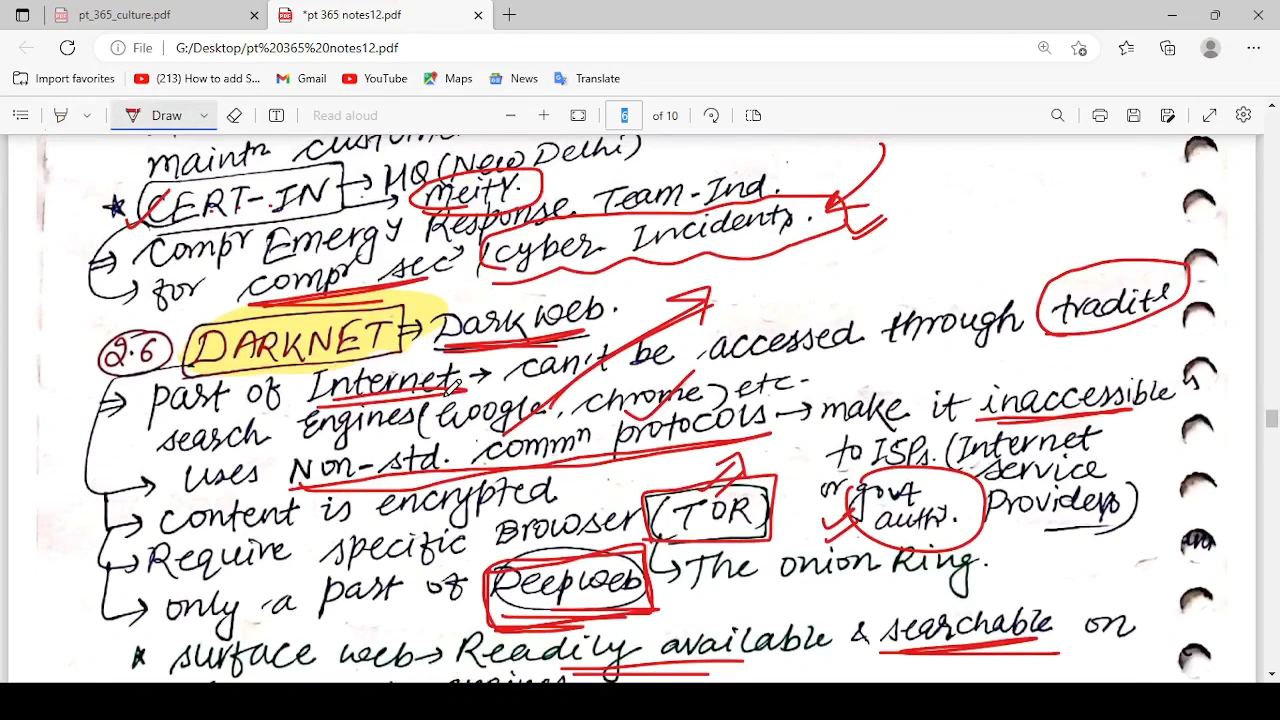 pt_365_culture.pdf
*pt 365 notes12.pdf
File
G:/Desktop/pt%20365%20notes12.pdf
Import favorites
(213) How to add S...
Gmail
YouTube
Maps
News
Translate
Draw
Read aloud
6 of 10
maintn custom
* CERT-IN → HQ (New Delhi)
→ meity.
⇒ Compr Emergy Response Team-Ind.
→ for compr sec / cyber Incidents.
2.6 DARKNET ⇒ Dark web.
⇒ part of Internet → can't be accessed through tradit
search Engines (Google, chrome) etc.
→ uses Non-std. commn protocols → make it inaccessible
to ISPs. (Internet Service Providers)
or govt auth.
→ content is encrypted
→ Require specific Browser (TOR)
→ The onion Ring.
→ only a part of Deepweb
* surface web → Readily available & searchable on